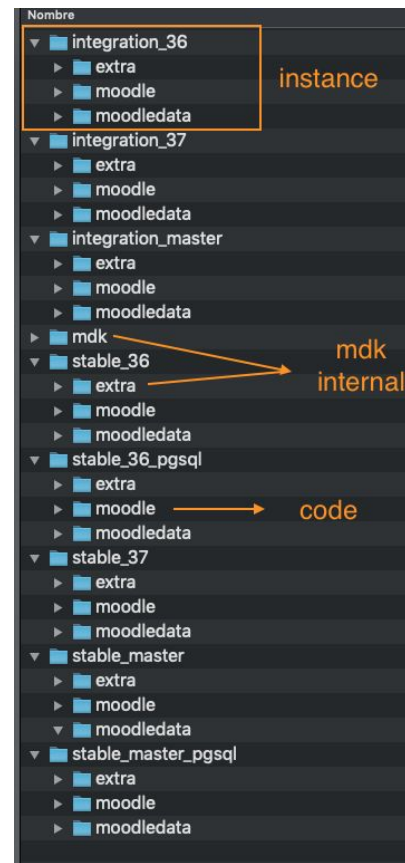 Nombre
integration_36
extra
instance
moodle
moodledata
integration_37
extra
moodle
moodledata
integration_master
extra
moodle
moodledata
mdk
mdk
internal
stable_36
extra
moodle
moodledata
stable_36_pgsql
extra
moodle
code
moodledata
stable_37
extra
moodle
moodledata
stable_master
extra
moodle
moodledata
stable_master_pgsql
extra
moodle
moodledata